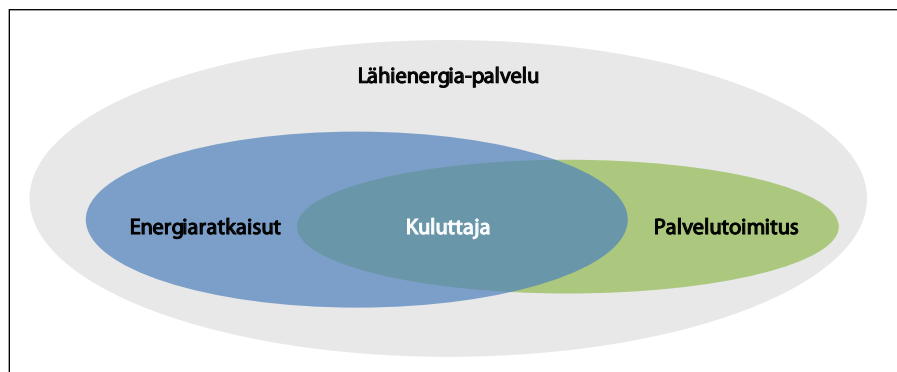 Lähienergia-palvelu
Energiaratkaisut
Kuluttaja
Palvelutoimitus